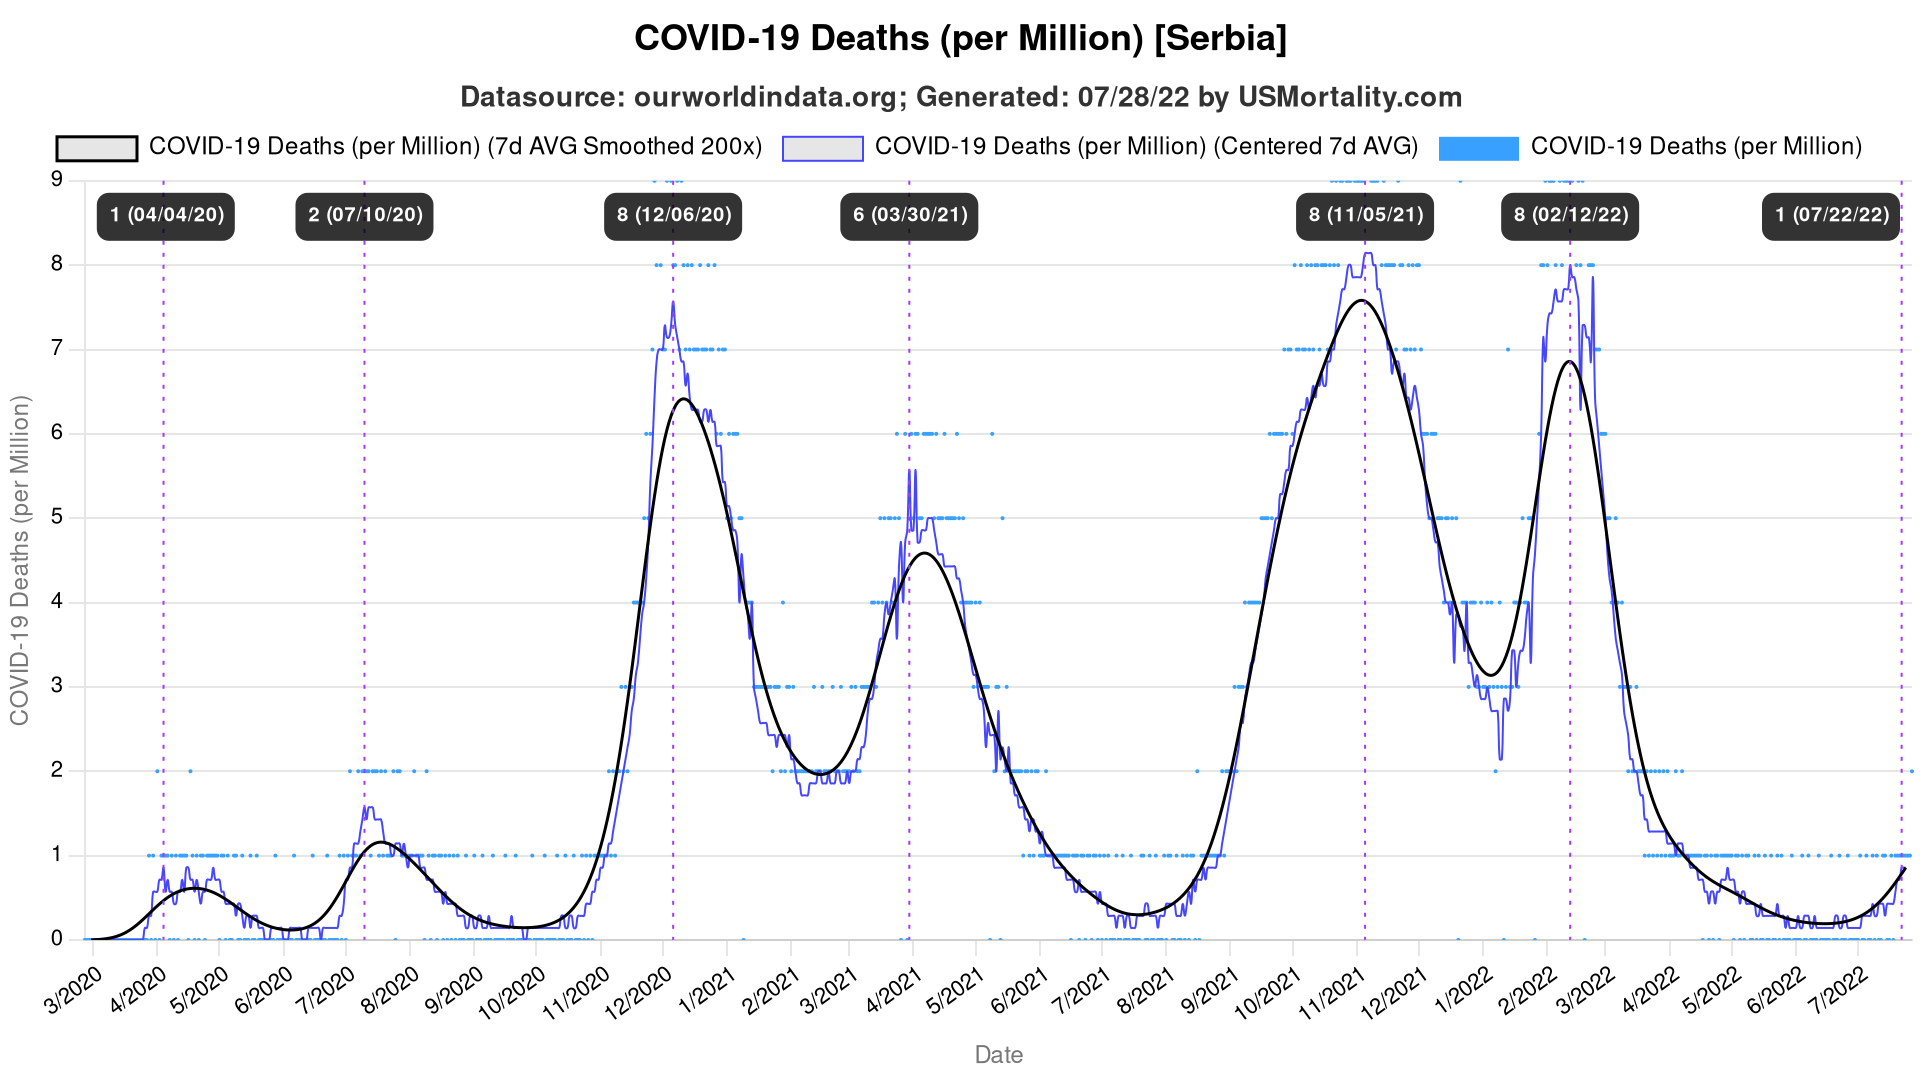 COVID-19 Deaths (per Million) [Serbia]
Datasource: ourworldindata.org; Generated: 07/28/22 by USMortality.com
COVID-19 Deaths (per Million) (7d AVG Smoothed 200x) COVID-19 Deaths (per Million) (Centered 7d AVG) COVID-19 Deaths (per Million)
1 (04/04/20) 2 (07/10/20) 8 (12/06/20) 6 (03/30/21) 8 (11/05/21) 8 (02/12/22) 1 (07/22/22)
COVID-19 Deaths (per Million)
9
8
7
6
5
4
3
2
1
0
3/2020 4/2020 5/2020 6/2020 7/2020 8/2020 9/2020 10/2020 11/2020 12/2020 1/2021 2/2021 3/2021 4/2021 5/2021 6/2021 7/2021 8/2021 9/2021 10/2021 11/2021 12/2021 1/2022 2/2022 3/2022 4/2022 5/2022 6/2022 7/2022
Date